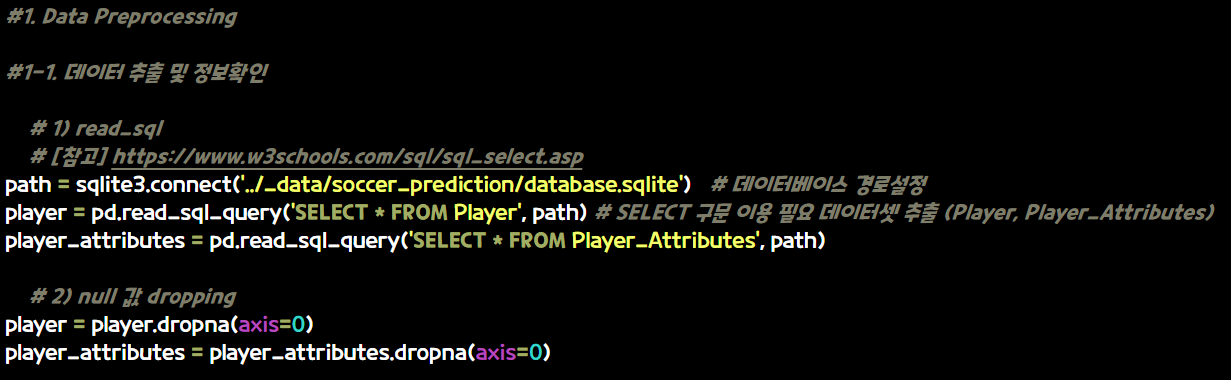 #1. Data Preprocessing
#1-1. 데이터 추출 및 정보확인
# 1) read_sql
# [참고] https://www.w3schools.com/sql/sql_select.asp
path = sqlite3.connect('../_data/soccer_prediction/database.sqlite') # 데이터베이스 경로설정
player = pd.read_sql_query('SELECT * FROM Player', path) # SELECT 구문 이용 필요 데이터셋 추출 (Player, Player_Attributes)
player_attributes = pd.read_sql_query('SELECT * FROM Player_Attributes', path)
# 2) null 값 dropping
player = player.dropna(axis=0)
player_attributes = player_attributes.dropna(axis=0)